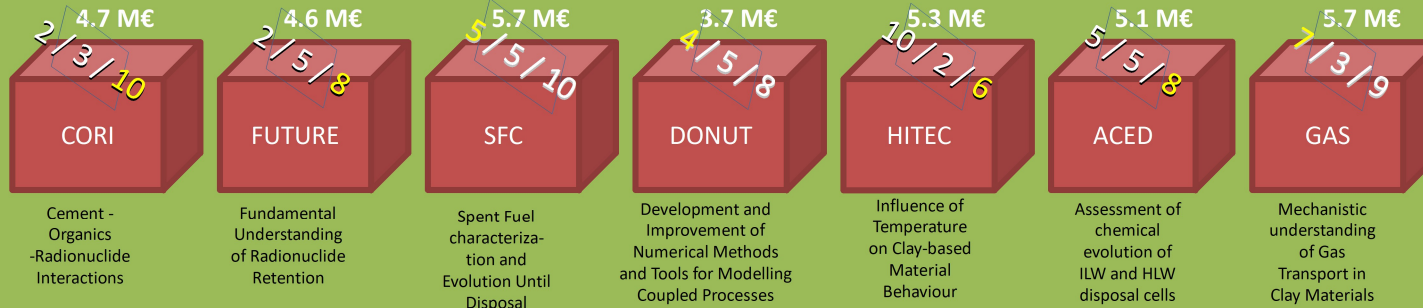 4.7 M€
2 / 3 / 10
CORI
Cement -
Organics
-Radionuclide
Interactions
4.6 M€
2 / 5 / 8
FUTURE
Fundamental
Understanding
of Radionuclide
Retention
5.7 M€
5 / 5 / 10
SFC
Spent Fuel
characteriza-
tion and
Evolution Until
Disposal
3.7 M€
4 / 5 / 8
DONUT
Development and
Improvement of
Numerical Methods
and Tools for Modelling
Coupled Processes
5.3 M€
10 / 2 / 6
HITEC
Influence of
Temperature
on Clay-based
Material
Behaviour
5.1 M€
5 / 5 / 8
ACED
Assessment of
chemical
evolution of
ILW and HLW
disposal cells
5.7 M€
7 / 3 / 9
GAS
Mechanistic
understanding
of Gas
Transport in
Clay Materials